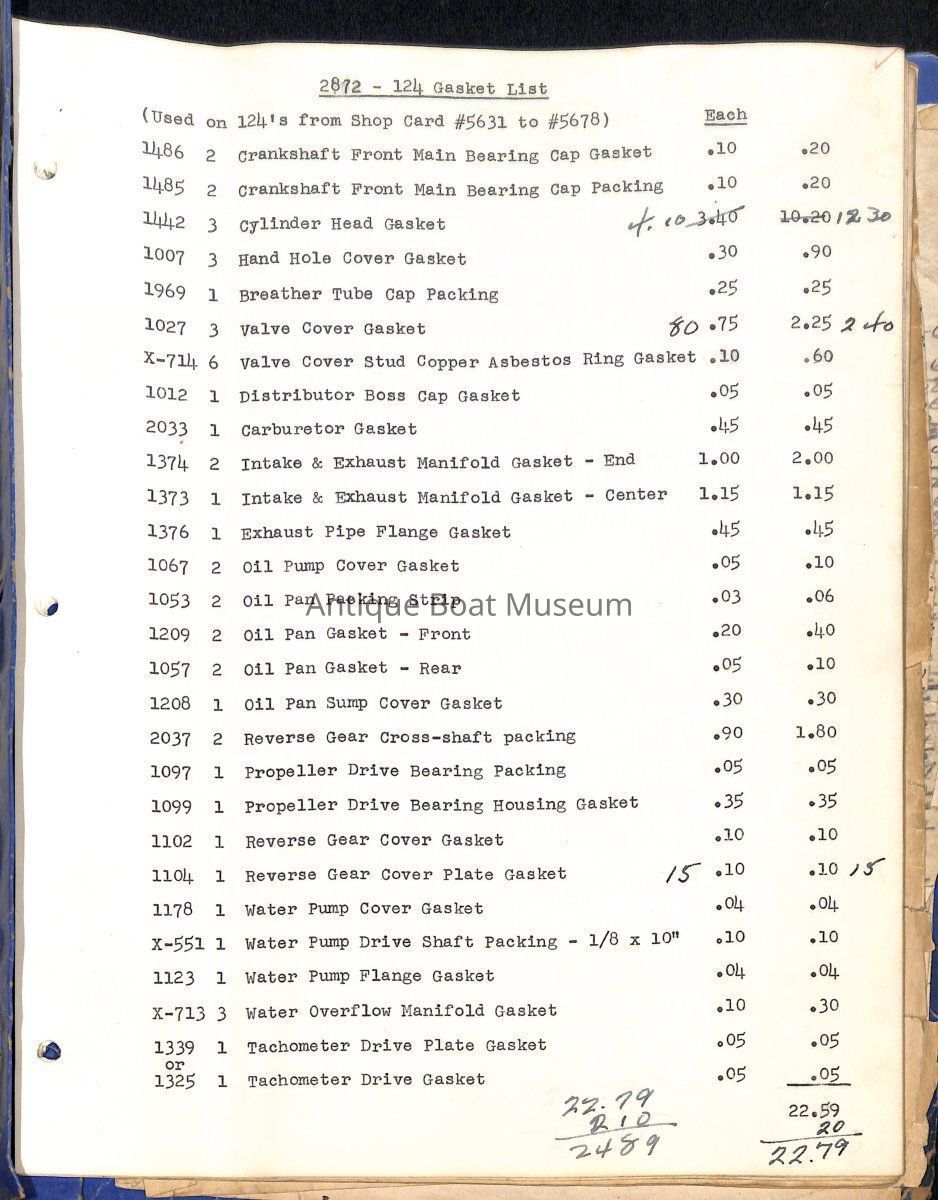 2872 - 124 Gasket List
(Used on 124's from Shop Card #5631 to #5678) Each
1486 2 Crankshaft Front Main Bearing Cap Gasket .10 .20
1485 2 Crankshaft Front Main Bearing Cap Packing .10 .20
1442 3 Cylinder Head Gasket 4.10 3.40 10.20 12 30
1007 3 Hand Hole Cover Gasket .30 .90
1969 1 Breather Tube Cap Packing .25 .25
1027 3 Valve Cover Gasket 80 .75 2.25 2 40
X-714 6 Valve Cover Stud Copper Asbestos Ring Gasket .10 .60
1012 1 Distributor Boss Cap Gasket .05 .05
2033 1 Carburetor Gasket .45 .45
1374 2 Intake & Exhaust Manifold Gasket - End 1.00 2.00
1373 1 Intake & Exhaust Manifold Gasket - Center 1.15 1.15
1376 1 Exhaust Pipe Flange Gasket .45 .45
1067 2 Oil Pump Cover Gasket .05 .10
1053 2 Oil Pan Packing Strip .03 .06
Antique Boat Museum
1209 2 Oil Pan Gasket - Front .20 .40
1057 2 Oil Pan Gasket - Rear .05 .10
1208 1 Oil Pan Sump Cover Gasket .30 .30
2037 2 Reverse Gear Cross-shaft packing .90 1.80
1097 1 Propeller Drive Bearing Packing .05 .05
1099 1 Propeller Drive Bearing Housing Gasket .35 .35
1102 1 Reverse Gear Cover Gasket .10 .10
1104 1 Reverse Gear Cover Plate Gasket 15 .10 .10 15
1178 1 Water Pump Cover Gasket .04 .04
X-551 1 Water Pump Drive Shaft Packing - 1/8 x 10" .10 .10
1123 1 Water Pump Flange Gasket .04 .04
X-713 3 Water Overflow Manifold Gasket .10 .30
1339 1 Tachometer Drive Plate Gasket .05 .05
or
1325 1 Tachometer Drive Gasket .05 .05
22.79 22.59
2 10 20
2489 22.79